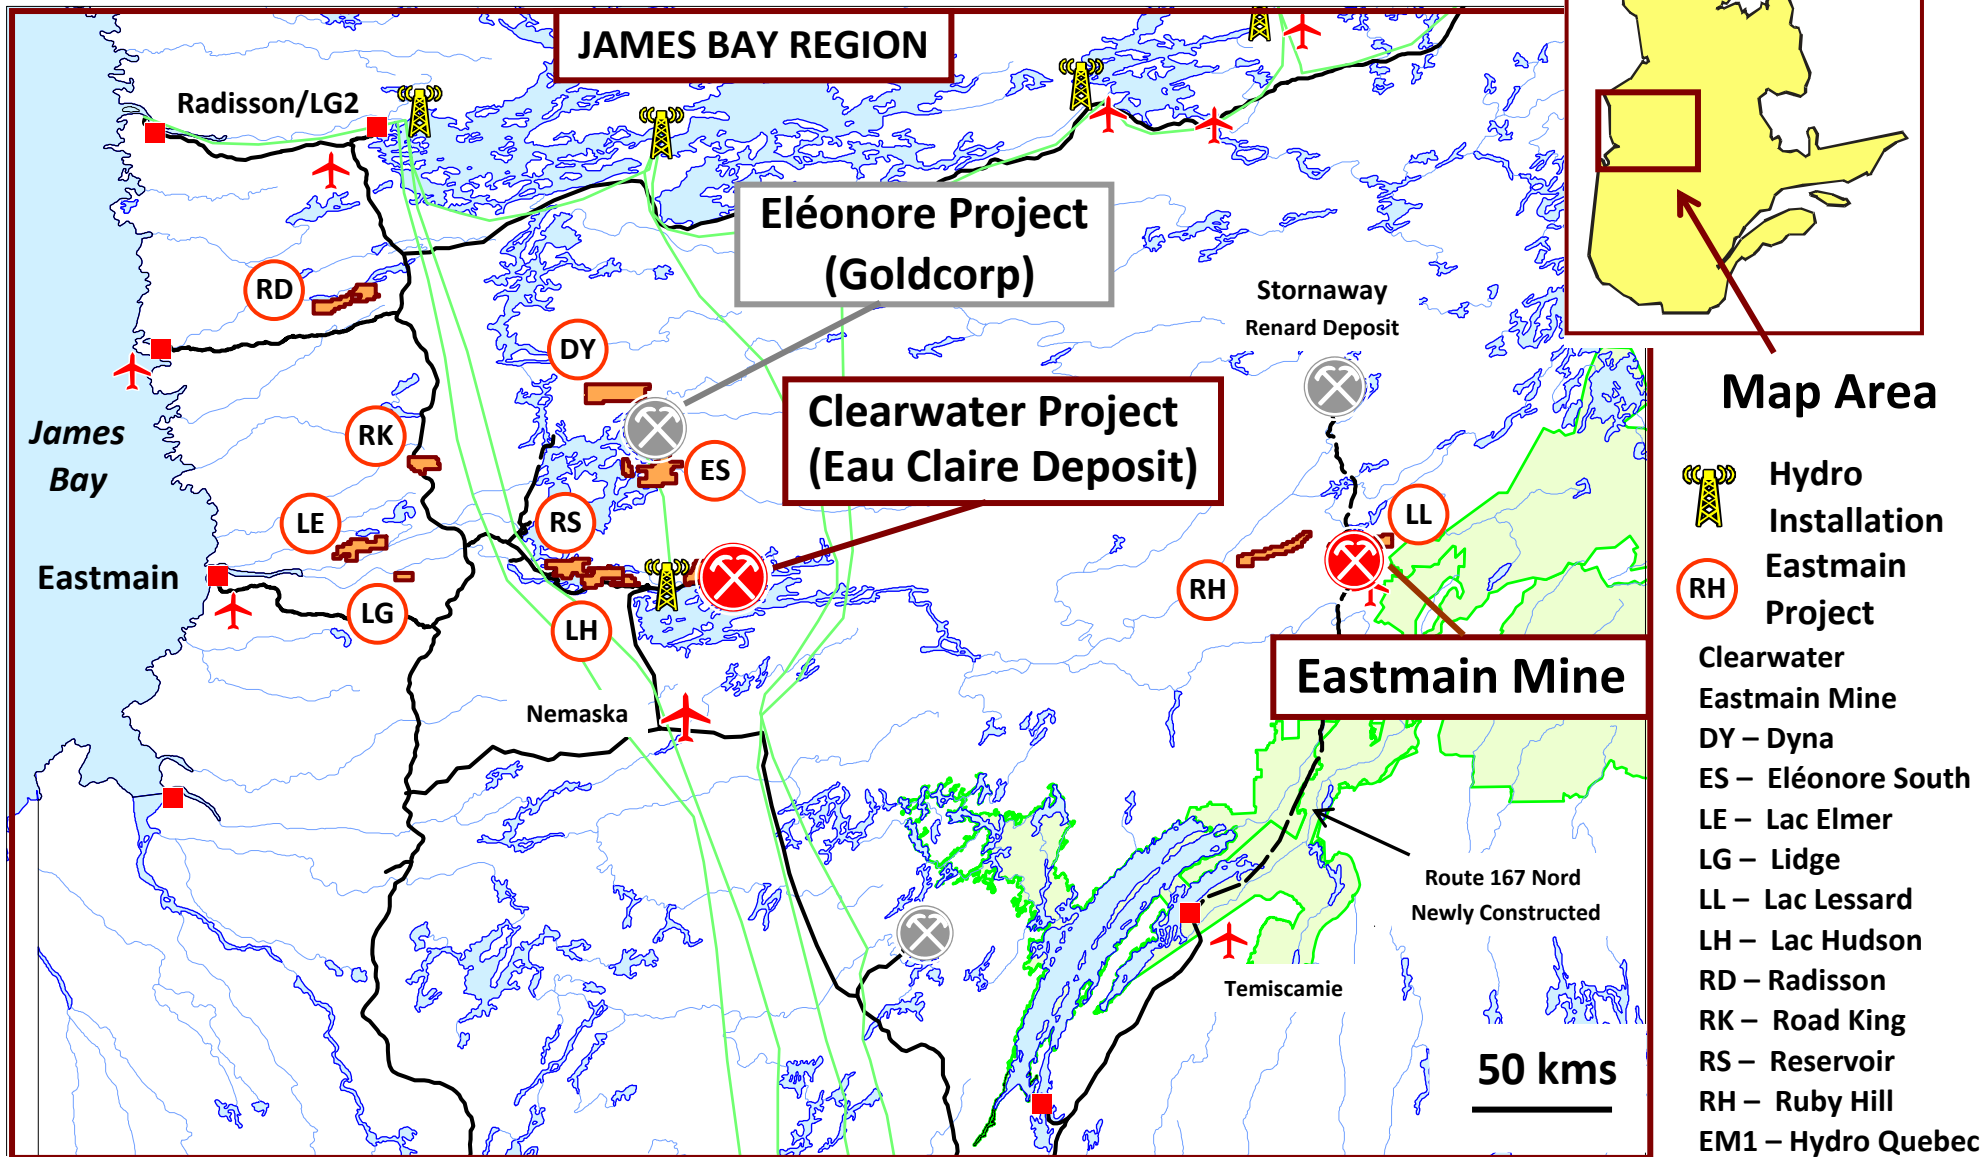 JAMES BAY REGION
Radisson/LG2
Eléonore Project
(Goldcorp)
RD
Stornaway
Renard Deposit
DY
Clearwater Project
(Eau Claire Deposit)
James
Bay
RK
ES
LE
RS
LL
Eastmain
RH
LG
LH
Eastmain Mine
Nemaska
Route 167 Nord
Newly Constructed
Temiscamie
50 kms
Map Area
Hydro
Installation
RH
Eastmain
Project
Clearwater
Eastmain Mine
DY – Dyna
ES – Eléonore South
LE – Lac Elmer
LG – Lidge
LL – Lac Lessard
LH – Lac Hudson
RD – Radisson
RK – Road King
RS – Reservoir
RH – Ruby Hill
EM1 – Hydro Quebec